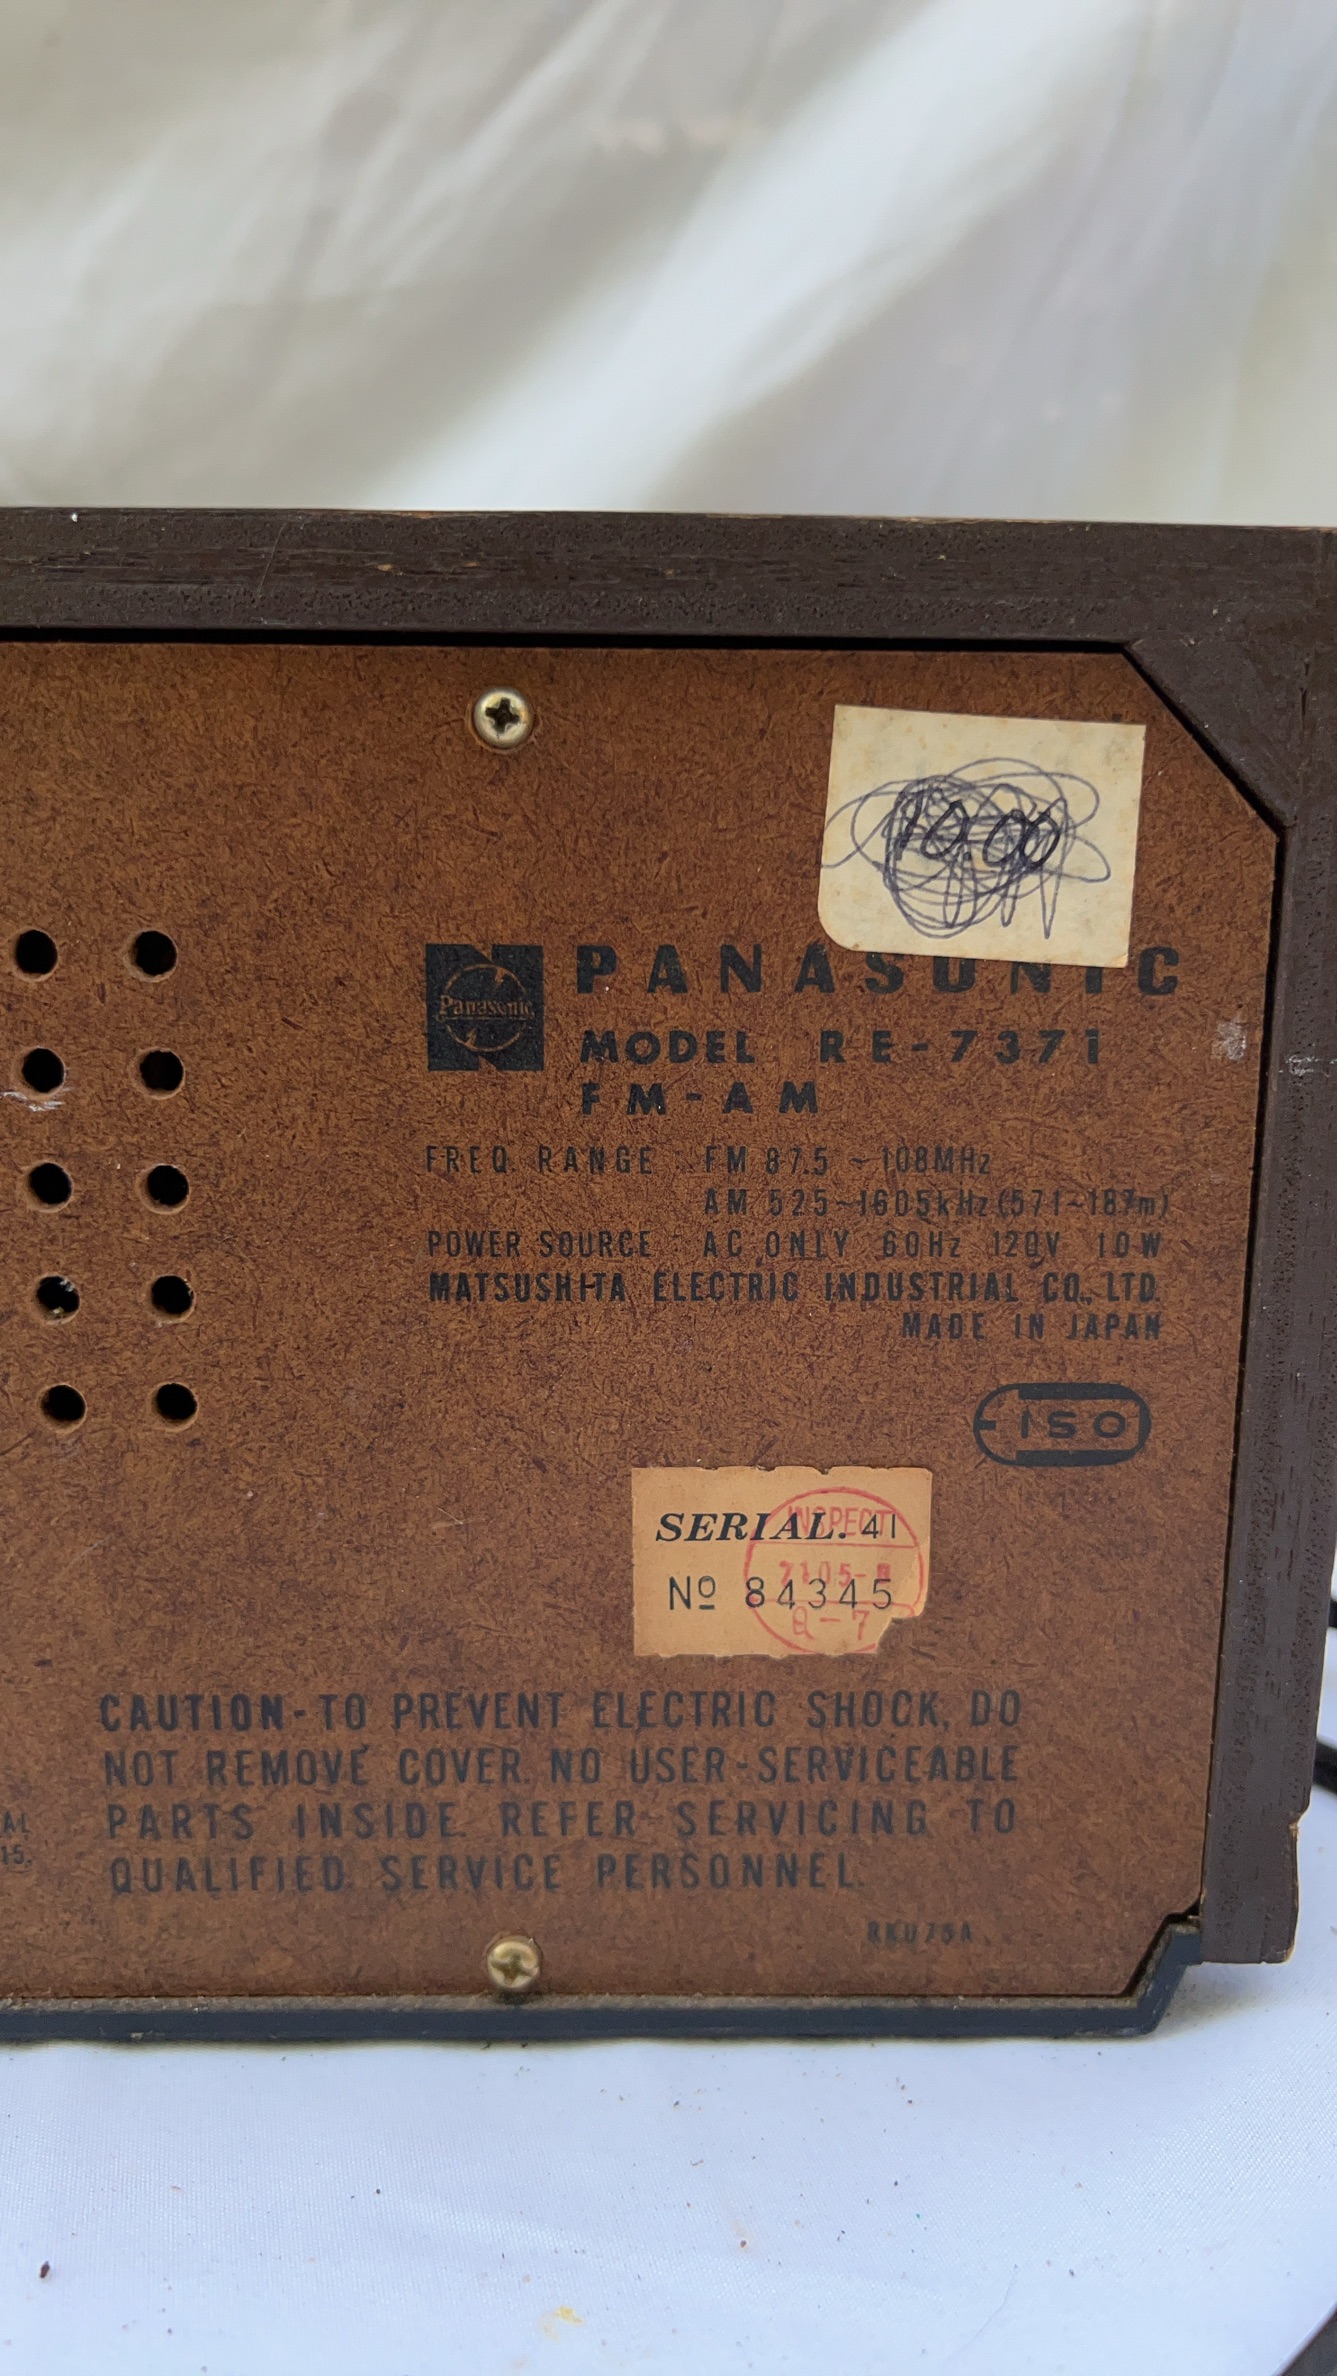 10.00
Panasonic
PANASONIC
MODEL RE-7371
FM-AM
FREQ. RANGE : FM 87.5 ~108MHz
AM 525~1605kHz(571~187m)
POWER SOURCE : AC ONLY 60Hz 120V 10W
MATSUSHITA ELECTRIC INDUSTRIAL CO., LTD.
MADE IN JAPAN
ISO
SERIAL. 41
INSPECT
No 84345
Q-7
CAUTION-TO PREVENT ELECTRIC SHOCK, DO
NOT REMOVE COVER. NO USER-SERVICEABLE
PARTS INSIDE. REFER SERVICING TO
QUALIFIED SERVICE PERSONNEL.
AL
15.